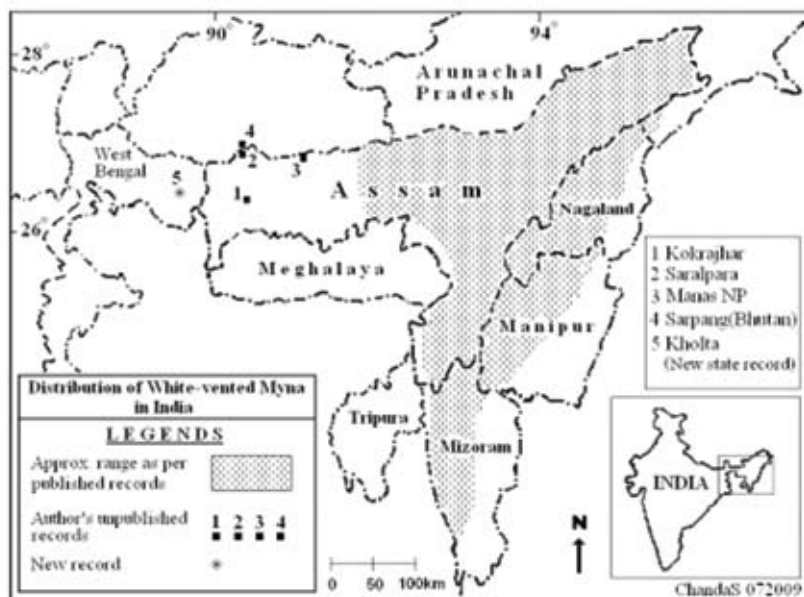 90
94
28
Arunachal
Pradesh
4
West
Bengal
2
3
5
1
Assam
Nagaland
26
Meghalaya
1 Kokrajhar
2 Saralpara
3 Manas NP
4 Sarpang(Bhutan)
5 Kholta
(New state record)
Manipur
Distribution of White-vented Myna
in India
LEGENDS
Approx. range as per
published records
Author's unpublished
records
1 2 3 4
New record
Tripura
Mizoram
INDIA
N
0 50 100km
ChandaS 072009